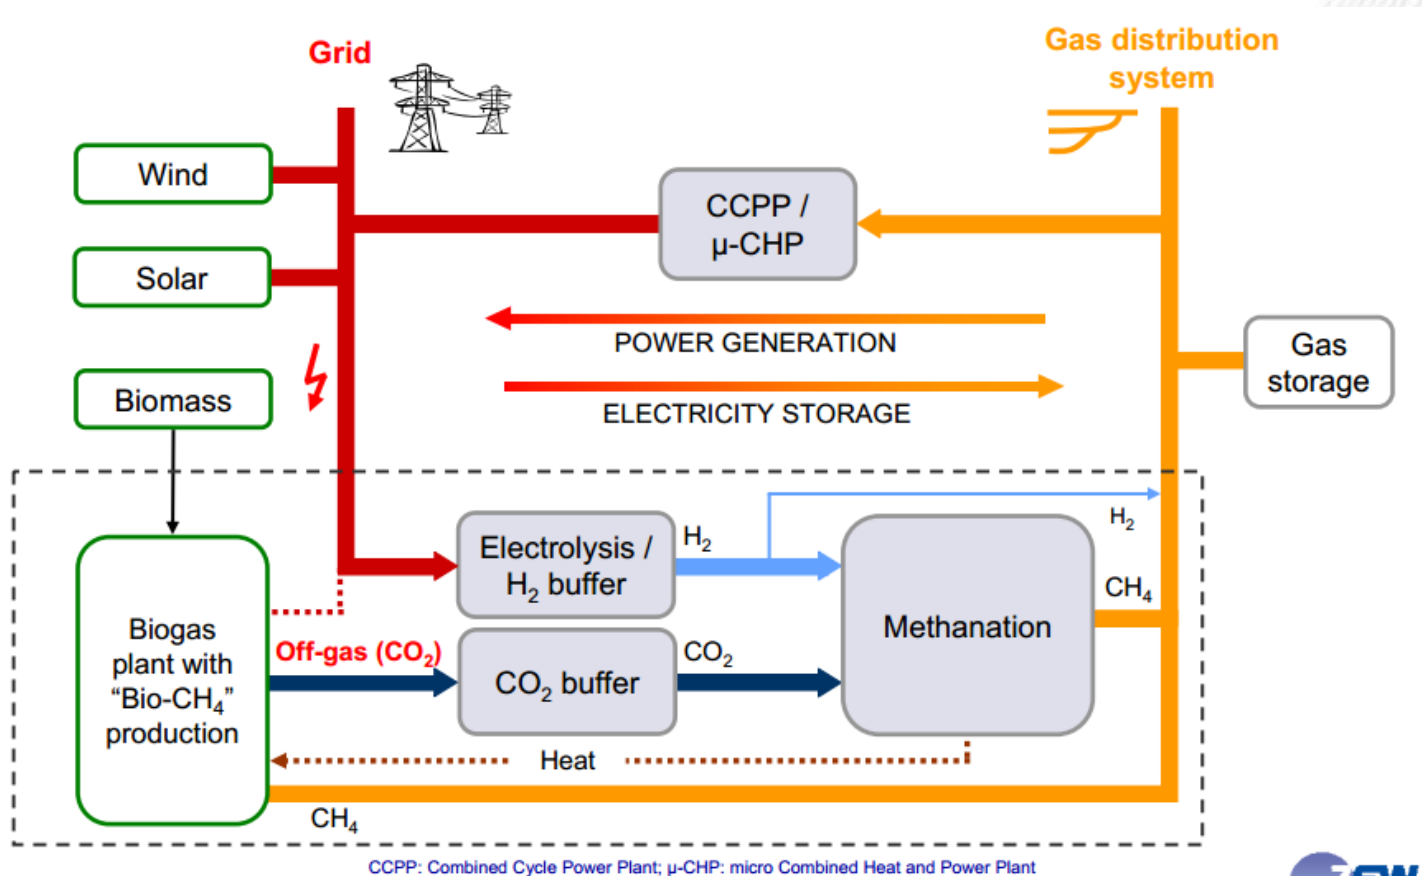 Grid
Gas distribution
system
Wind
CCPP /
μ-CHP
Solar
POWER GENERATION
Gas
storage
ELECTRICITY STORAGE
Biomass
H₂
H₂
Electrolysis /
H₂ buffer
CH₄
Methanation
Biogas
plant with
“Bio-CH₄”
production
Off-gas (CO₂)
CO₂
CO₂ buffer
Heat
CH₄
CCPP: Combined Cycle Power Plant; μ-CHP: micro Combined Heat and Power Plant